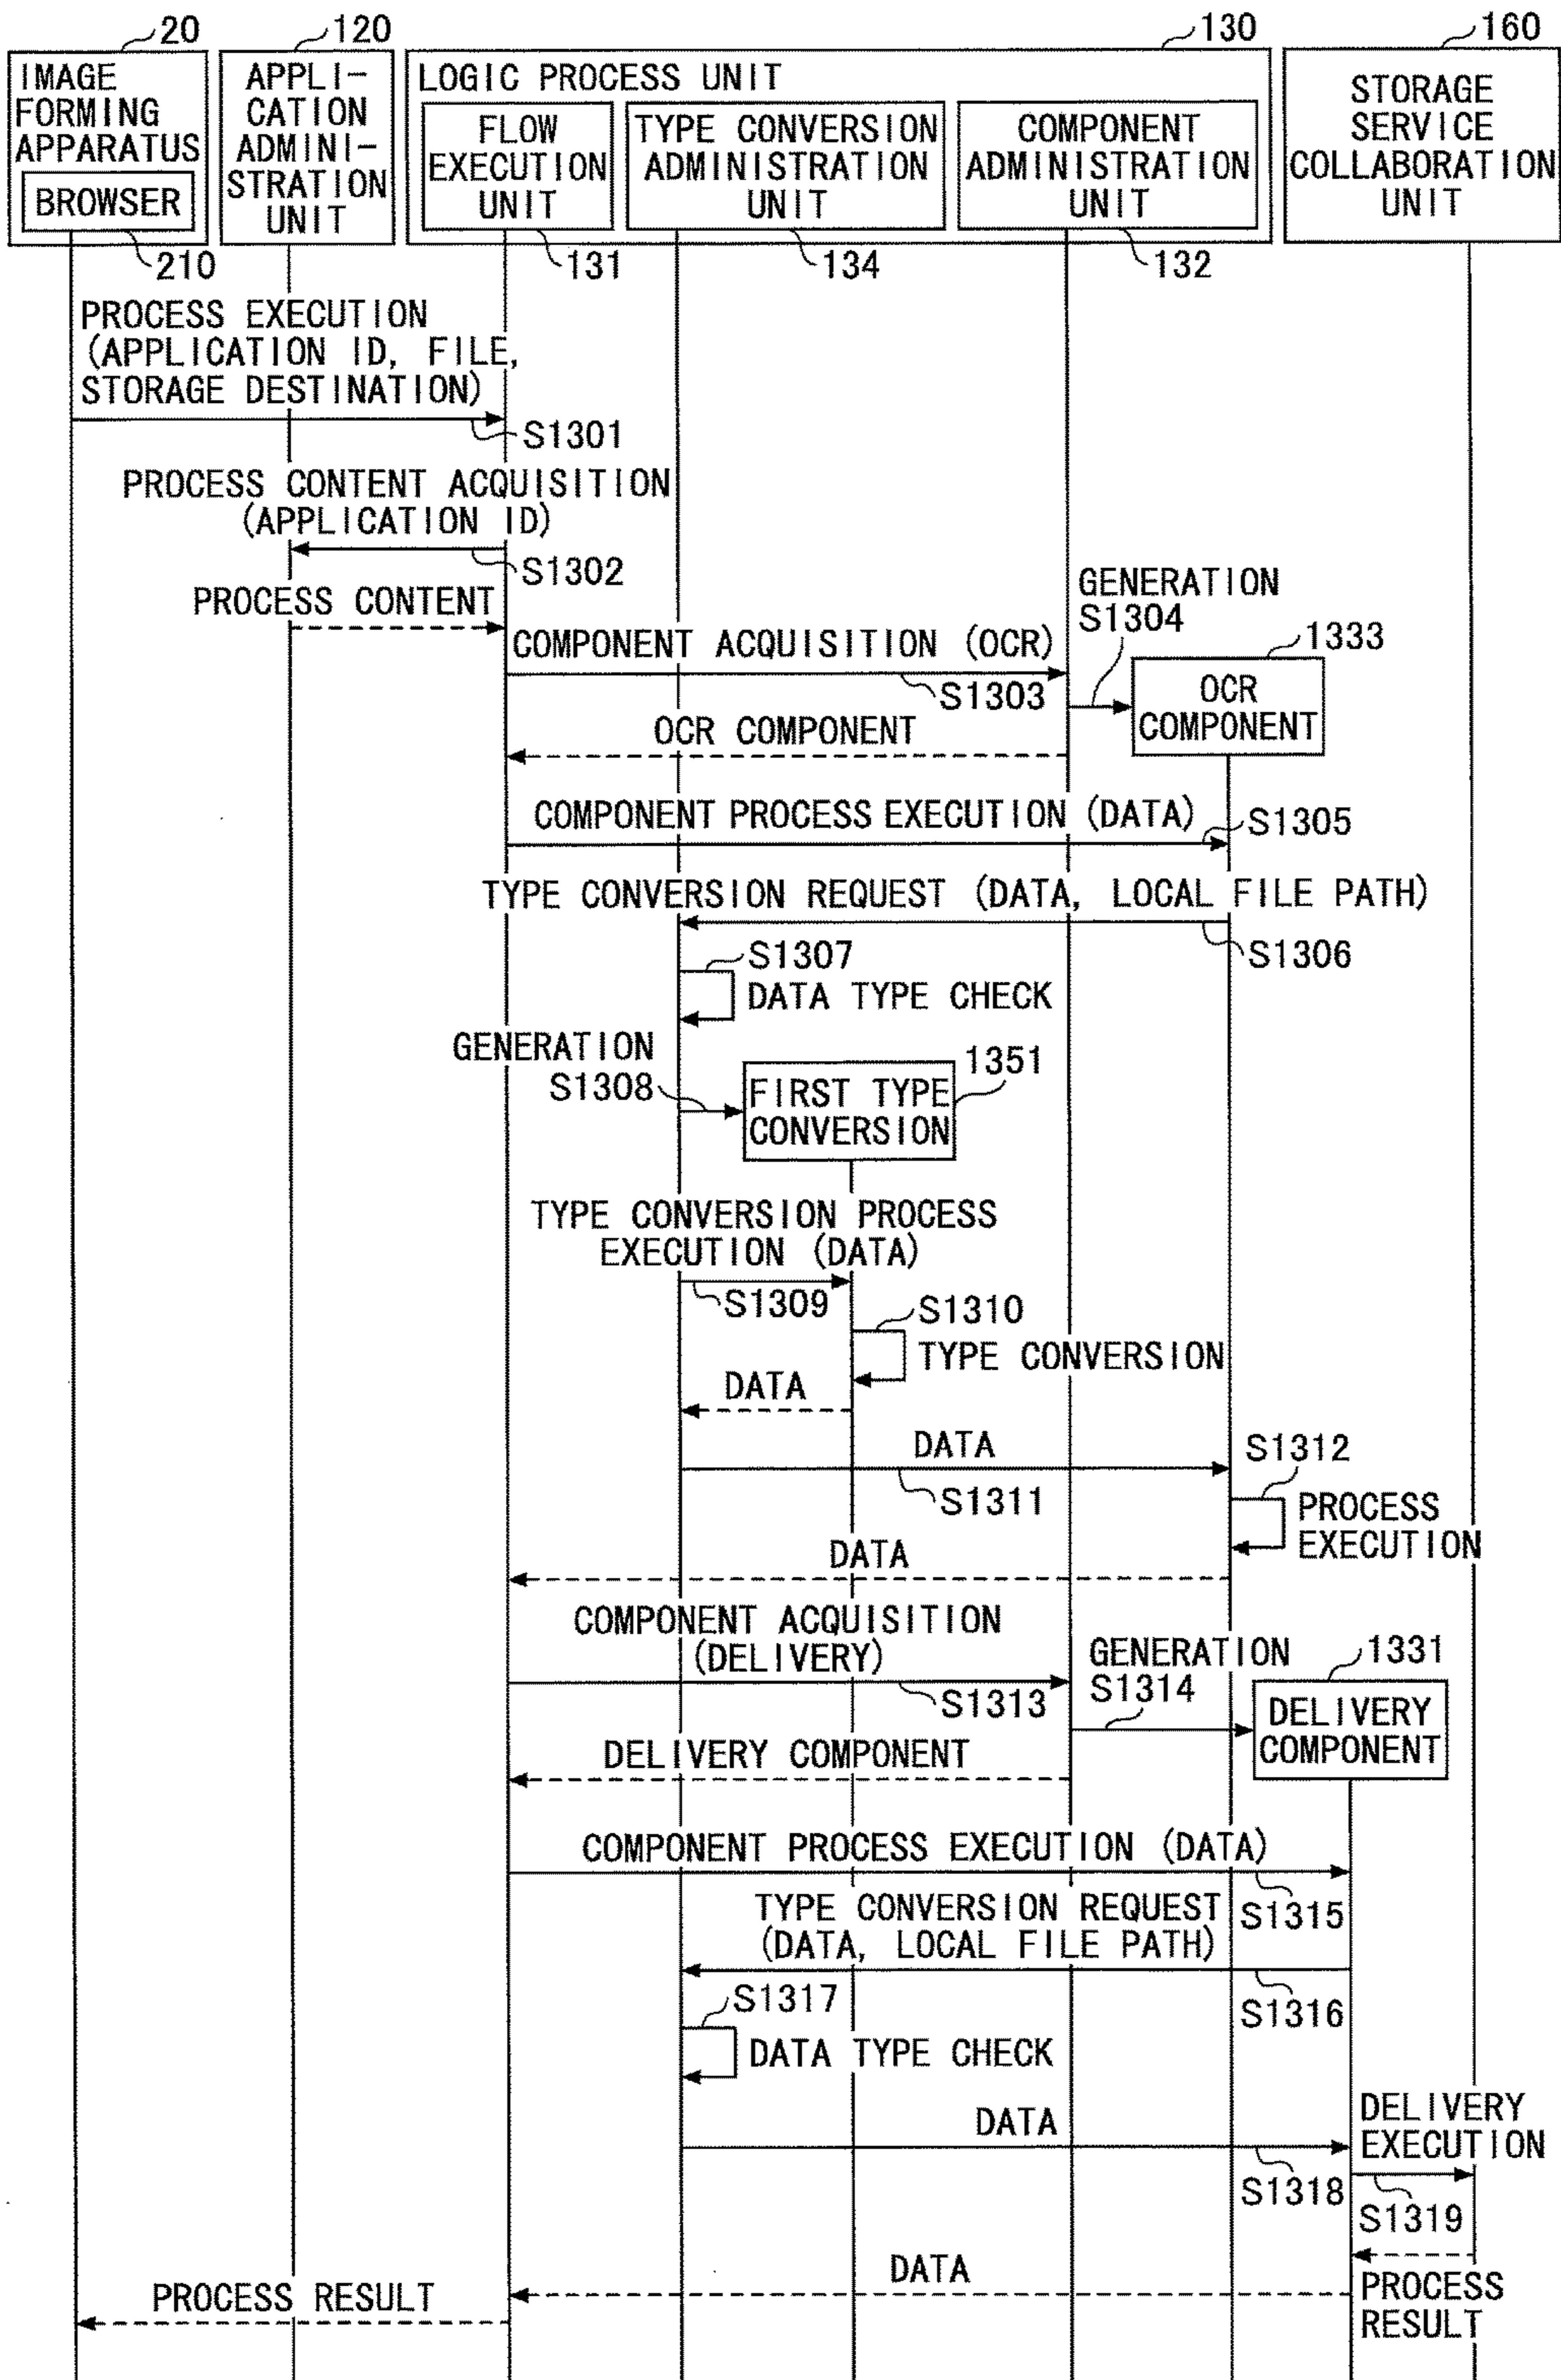 20
120
130
160
IMAGE
FORMING
APPARATUS
BROWSER
210
APPLI-
CATION
ADMINI-
STRATION
UNIT
LOGIC PROCESS UNIT
FLOW
EXECUTION
UNIT
131
TYPE CONVERSION
ADMINISTRATION
UNIT
134
COMPONENT
ADMINISTRATION
UNIT
132
STORAGE
SERVICE
COLLABORATION
UNIT
PROCESS EXECUTION
(APPLICATION ID, FILE,
STORAGE DESTINATION)
S1301
PROCESS CONTENT ACQUISITION
(APPLICATION ID)
S1302
PROCESS CONTENT
COMPONENT ACQUISITION (OCR)
S1303
GENERATION
S1304
1333
OCR
COMPONENT
OCR COMPONENT
COMPONENT PROCESS EXECUTION (DATA)
S1305
TYPE CONVERSION REQUEST (DATA, LOCAL FILE PATH)
S1306
S1307
DATA TYPE CHECK
GENERATION
S1308
1351
FIRST TYPE
CONVERSION
TYPE CONVERSION PROCESS
EXECUTION (DATA)
S1309
S1310
TYPE CONVERSION
DATA
DATA
S1311
S1312
PROCESS
EXECUTION
DATA
COMPONENT ACQUISITION
(DELIVERY)
S1313
GENERATION
S1314
1331
DELIVERY
COMPONENT
DELIVERY COMPONENT
COMPONENT PROCESS EXECUTION (DATA)
S1315
TYPE CONVERSION REQUEST
(DATA, LOCAL FILE PATH)
S1316
S1317
DATA TYPE CHECK
DATA
S1318
DELIVERY
EXECUTION
S1319
DATA
PROCESS
RESULT
PROCESS RESULT